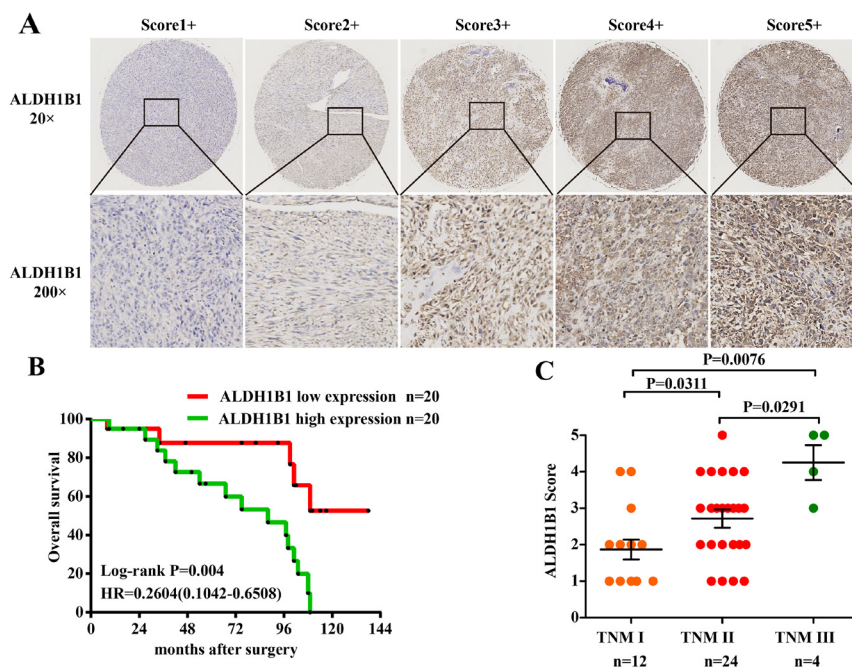 A
Score1+ Score2+ Score3+ Score4+ Score5+
ALDH1B1
20×
ALDH1B1
200×
B
ALDH1B1 low expression n=20
ALDH1B1 high expression n=20
Overall survival
100
80
60
40
20
0
Log-rank P=0.004
HR=0.2604(0.1042-0.6508)
0 24 48 72 96 120 144
months after surgery
C
P=0.0076
P=0.0311
P=0.0291
ALDH1B1 Score
5
4
3
2
1
0
TNM I TNM II TNM III
n=12 n=24 n=4